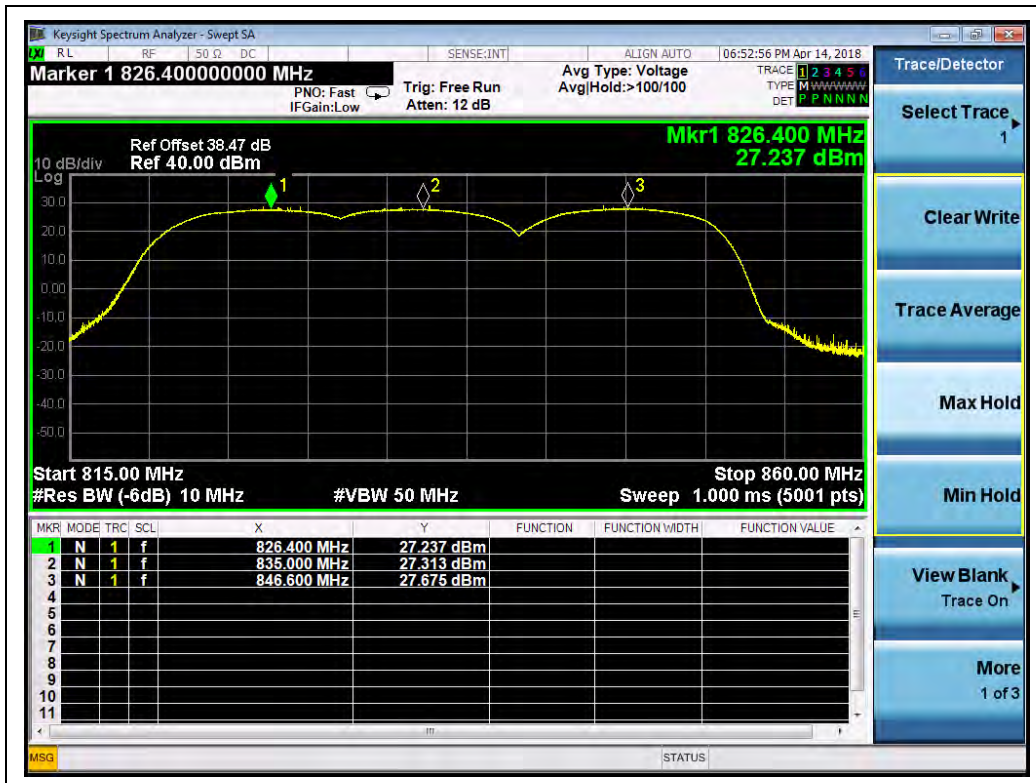 Keysight Spectrum Analyzer - Swept SA
LXI RL RF 50 Ω DC SENSE:INT ALIGN AUTO 06:52:56 PM Apr 14, 2018
Marker 1 826.400000000 MHz
PNO: Fast
IFGain:Low
Trig: Free Run
Atten: 12 dB
Avg Type: Voltage
Avg|Hold:>100/100
TRACE 1 2 3 4 5 6
TYPE M WWWWW
DET P P N N N N
Mkr1 826.400 MHz
27.237 dBm
Ref Offset 38.47 dB
10 dB/div Ref 40.00 dBm
Log
30.0
20.0
10.0
0.00
-10.0
-20.0
-30.0
-40.0
-50.0
1
2
3
Start 815.00 MHz Stop 860.00 MHz
#Res BW (-6dB) 10 MHz #VBW 50 MHz Sweep 1.000 ms (5001 pts)
MKR MODE TRC SCL X Y FUNCTION FUNCTION WIDTH FUNCTION VALUE
1 N 1 f 826.400 MHz 27.237 dBm
2 N 1 f 835.000 MHz 27.313 dBm
3 N 1 f 846.600 MHz 27.675 dBm
4
5
6
7
8
9
10
11
MSG STATUS
Trace/Detector
Select Trace
1
Clear Write
Trace Average
Max Hold
Min Hold
View Blank
Trace On
More
1 of 3